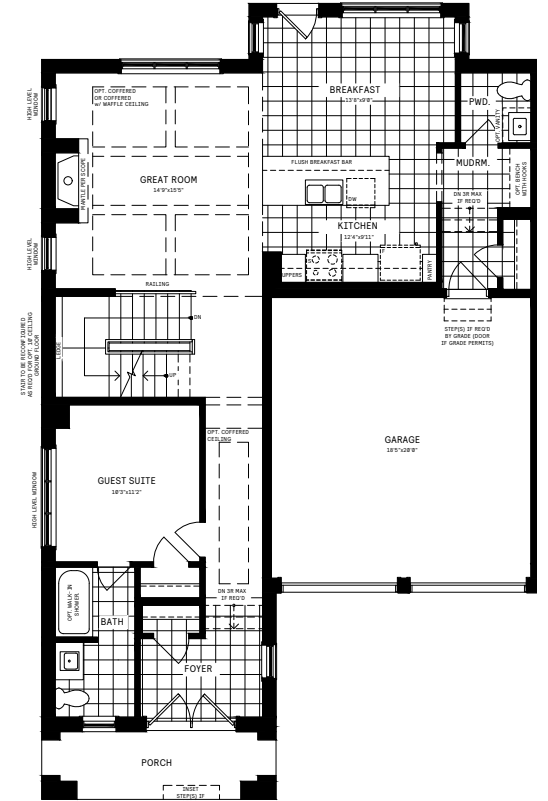 BREAKFAST
13'8"x9'8"
OPT. COFFERED
OR COFFERED
w/ WAFFLE CEILING
HIGH LEVEL
WINDOW
PWD.
OPT. VANITY
MUDRM.
OPT. BENCH
WITH HOOKS
FLUSH BREAKFAST BAR
DW
GREAT ROOM
14'9"x15'5"
MANTLE PER SCOPE
DN 3R MAX
IF REQ'D
KITCHEN
12'4"x9'11"
HIGH LEVEL
WINDOW
UPPERS
PANTRY
RAILING
DN
LEDGE
UP
STAIR TO BE RECONFIGURED
AS REQ'D FOR OPT. 10' CEILING
GROUND FLOOR
STEP(S) IF REQ'D
BY GRADE (DOOR
IF GRADE PERMITS)
OPT. COFFERED
CEILING
GARAGE
18'5"x20'0"
GUEST SUITE
10'3"x11'2"
HIGH LEVEL WINDOW
DN 3R MAX
IF REQ'D
OPT. WALK-IN
SHOWER
BATH
FOYER
PORCH
INSET
STEP(S) IF